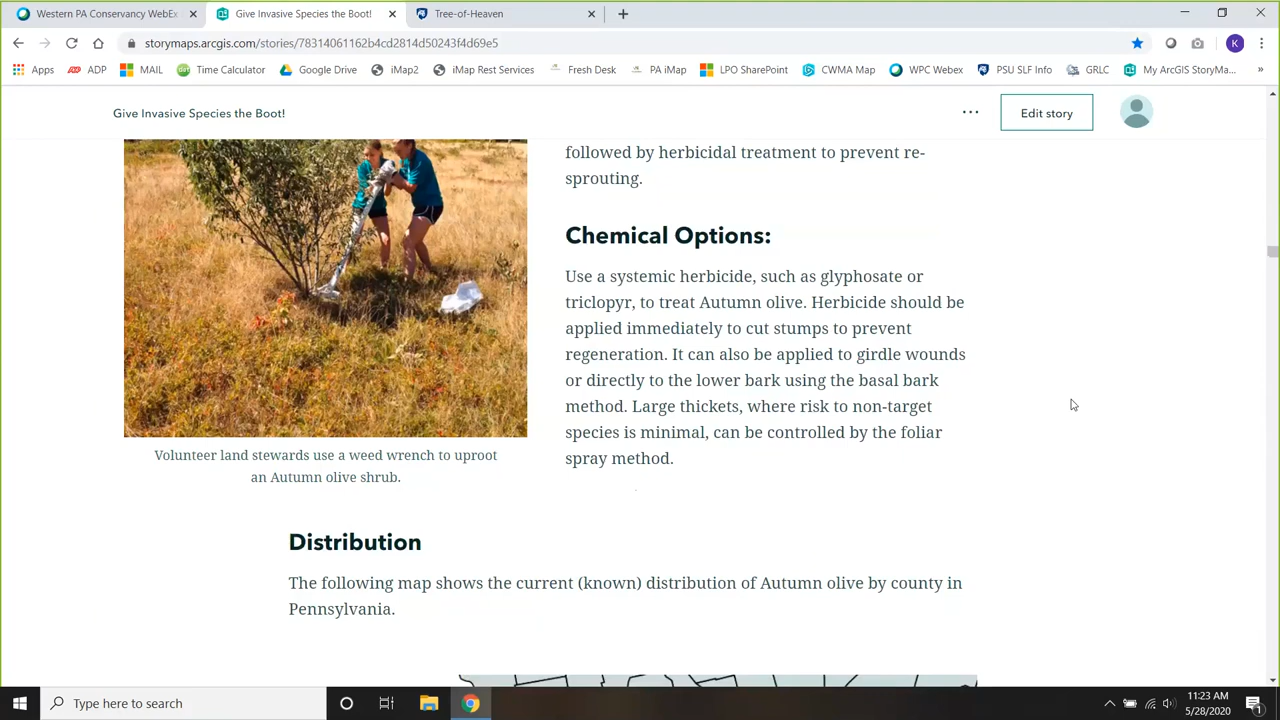 Western PA Conservancy WebEx
Give Invasive Species the Boot!
Tree-of-Heaven
storymaps.arcgis.com/stories/78314061162b4cd2814d50243f4d69e5
K
Apps
ADP
MAIL
Time Calculator
Google Drive
iMap2
iMap Rest Services
Fresh Desk
PA iMap
LPO SharePoint
CWMA Map
WPC Webex
PSU SLF Info
GRLC
My ArcGIS StoryMa...
»
Give Invasive Species the Boot!
Edit story
followed by herbicidal treatment to prevent re-
sprouting.
Chemical Options:
Use a systemic herbicide, such as glyphosate or
triclopyr, to treat Autumn olive. Herbicide should be
applied immediately to cut stumps to prevent
regeneration. It can also be applied to girdle wounds
or directly to the lower bark using the basal bark
method. Large thickets, where risk to non-target
species is minimal, can be controlled by the foliar
spray method.
Volunteer land stewards use a weed wrench to uproot
an Autumn olive shrub.
Distribution
The following map shows the current (known) distribution of Autumn olive by county in
Pennsylvania.
Type here to search
11:23 AM
5/28/2020
1